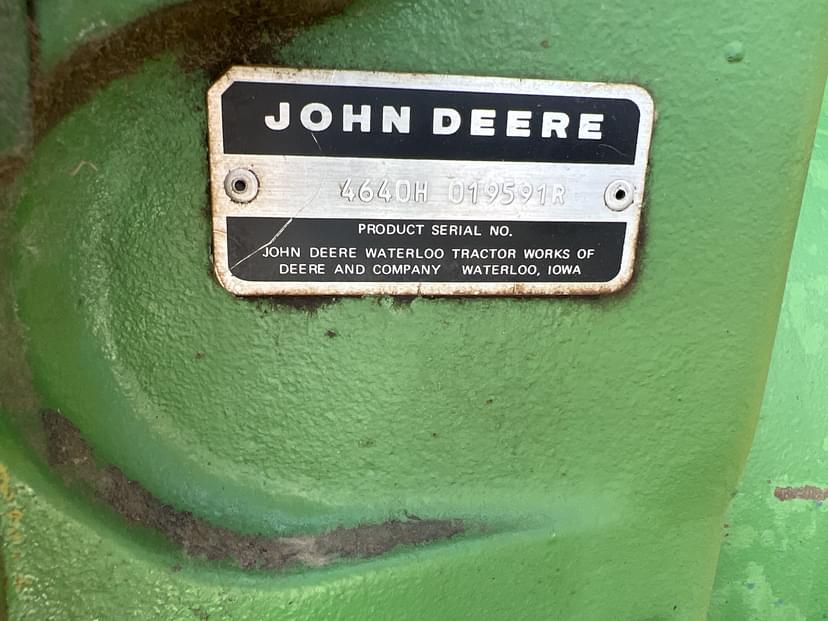 JOHN DEERE
4640H 019591R
PRODUCT SERIAL NO.
JOHN DEERE WATERLOO TRACTOR WORKS OF
DEERE AND COMPANY WATERLOO, IOWA